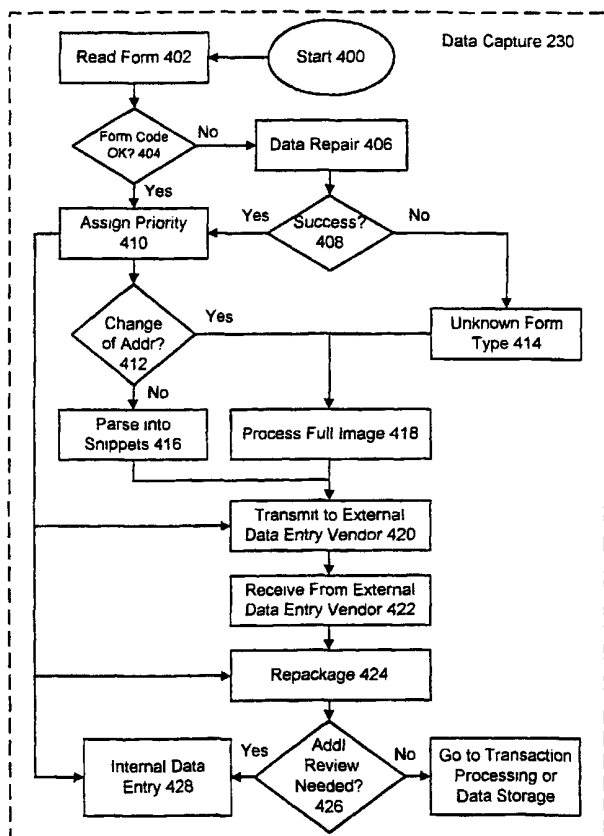 Data Capture 230
Start 400
Read Form 402
Form Code
OK? 404
No
Data Repair 406
Yes
Assign Priority
410
Yes
Success?
408
No
Change
of Addr?
412
Yes
Unknown Form
Type 414
No
Parse into
Snippets 416
Process Full Image 418
Transmit to External
Data Entry Vendor 420
Receive From External
Data Entry Vendor 422
Repackage 424
Addl
Review
Needed?
426
Yes
Internal Data
Entry 428
No
Go to Transaction
Processing or
Data Storage